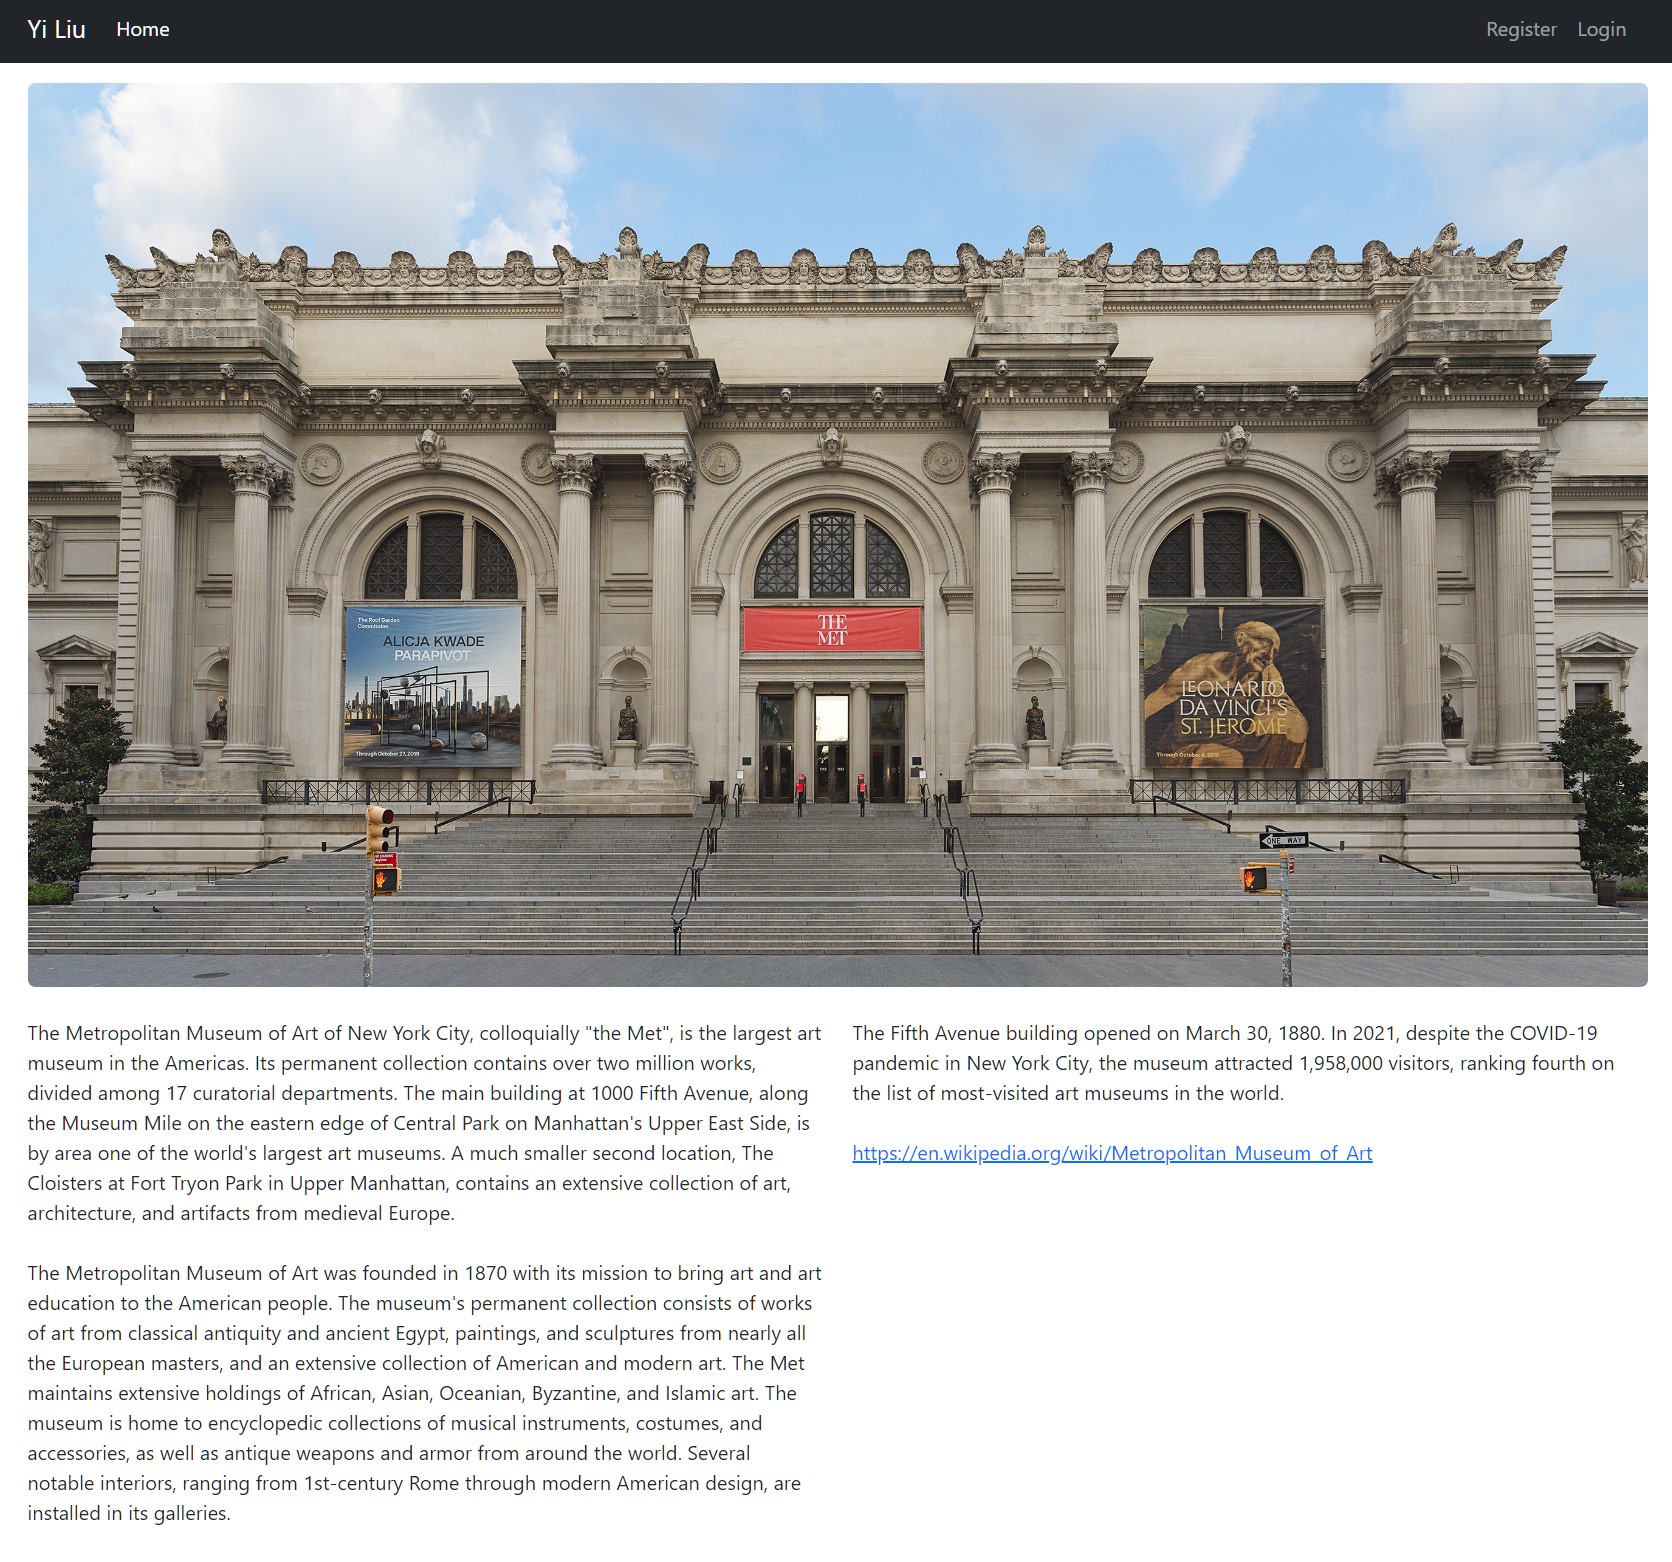 Yi Liu Home Register Login
The Roof Garden
Commission
ALICJA KWADE
PARAPIVOT
Through October 27, 2019
THE
MET
LEONARDO
DA VINCI'S
ST. JEROME
Through October 6, 2019
ONE WAY
The Metropolitan Museum of Art of New York City, colloquially "the Met", is the largest art
museum in the Americas. Its permanent collection contains over two million works,
divided among 17 curatorial departments. The main building at 1000 Fifth Avenue, along
the Museum Mile on the eastern edge of Central Park on Manhattan's Upper East Side, is
by area one of the world's largest art museums. A much smaller second location, The
Cloisters at Fort Tryon Park in Upper Manhattan, contains an extensive collection of art,
architecture, and artifacts from medieval Europe.
The Metropolitan Museum of Art was founded in 1870 with its mission to bring art and art
education to the American people. The museum's permanent collection consists of works
of art from classical antiquity and ancient Egypt, paintings, and sculptures from nearly all
the European masters, and an extensive collection of American and modern art. The Met
maintains extensive holdings of African, Asian, Oceanian, Byzantine, and Islamic art. The
museum is home to encyclopedic collections of musical instruments, costumes, and
accessories, as well as antique weapons and armor from around the world. Several
notable interiors, ranging from 1st-century Rome through modern American design, are
installed in its galleries.
The Fifth Avenue building opened on March 30, 1880. In 2021, despite the COVID-19
pandemic in New York City, the museum attracted 1,958,000 visitors, ranking fourth on
the list of most-visited art museums in the world.
https://en.wikipedia.org/wiki/Metropolitan_Museum_of_Art